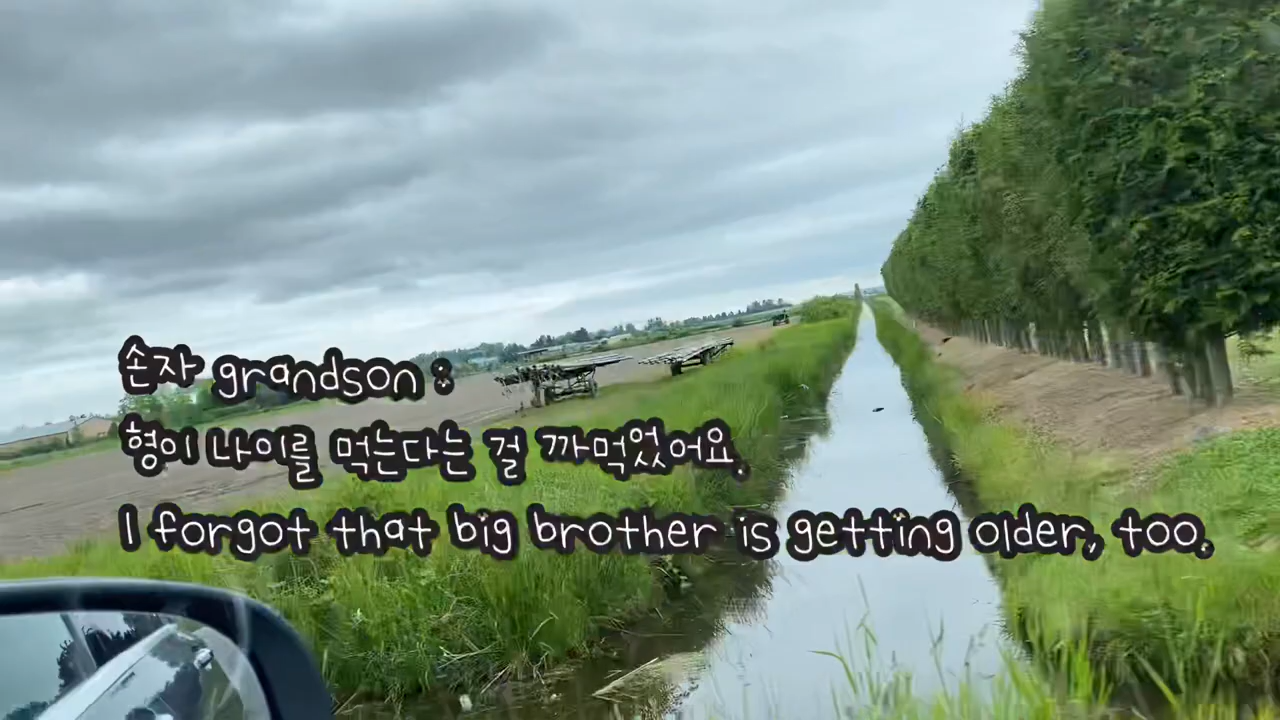 손자 grandson :
형이 나이를 먹는다는 걸 까먹었어요.
I forgot that big brother is getting older, too.